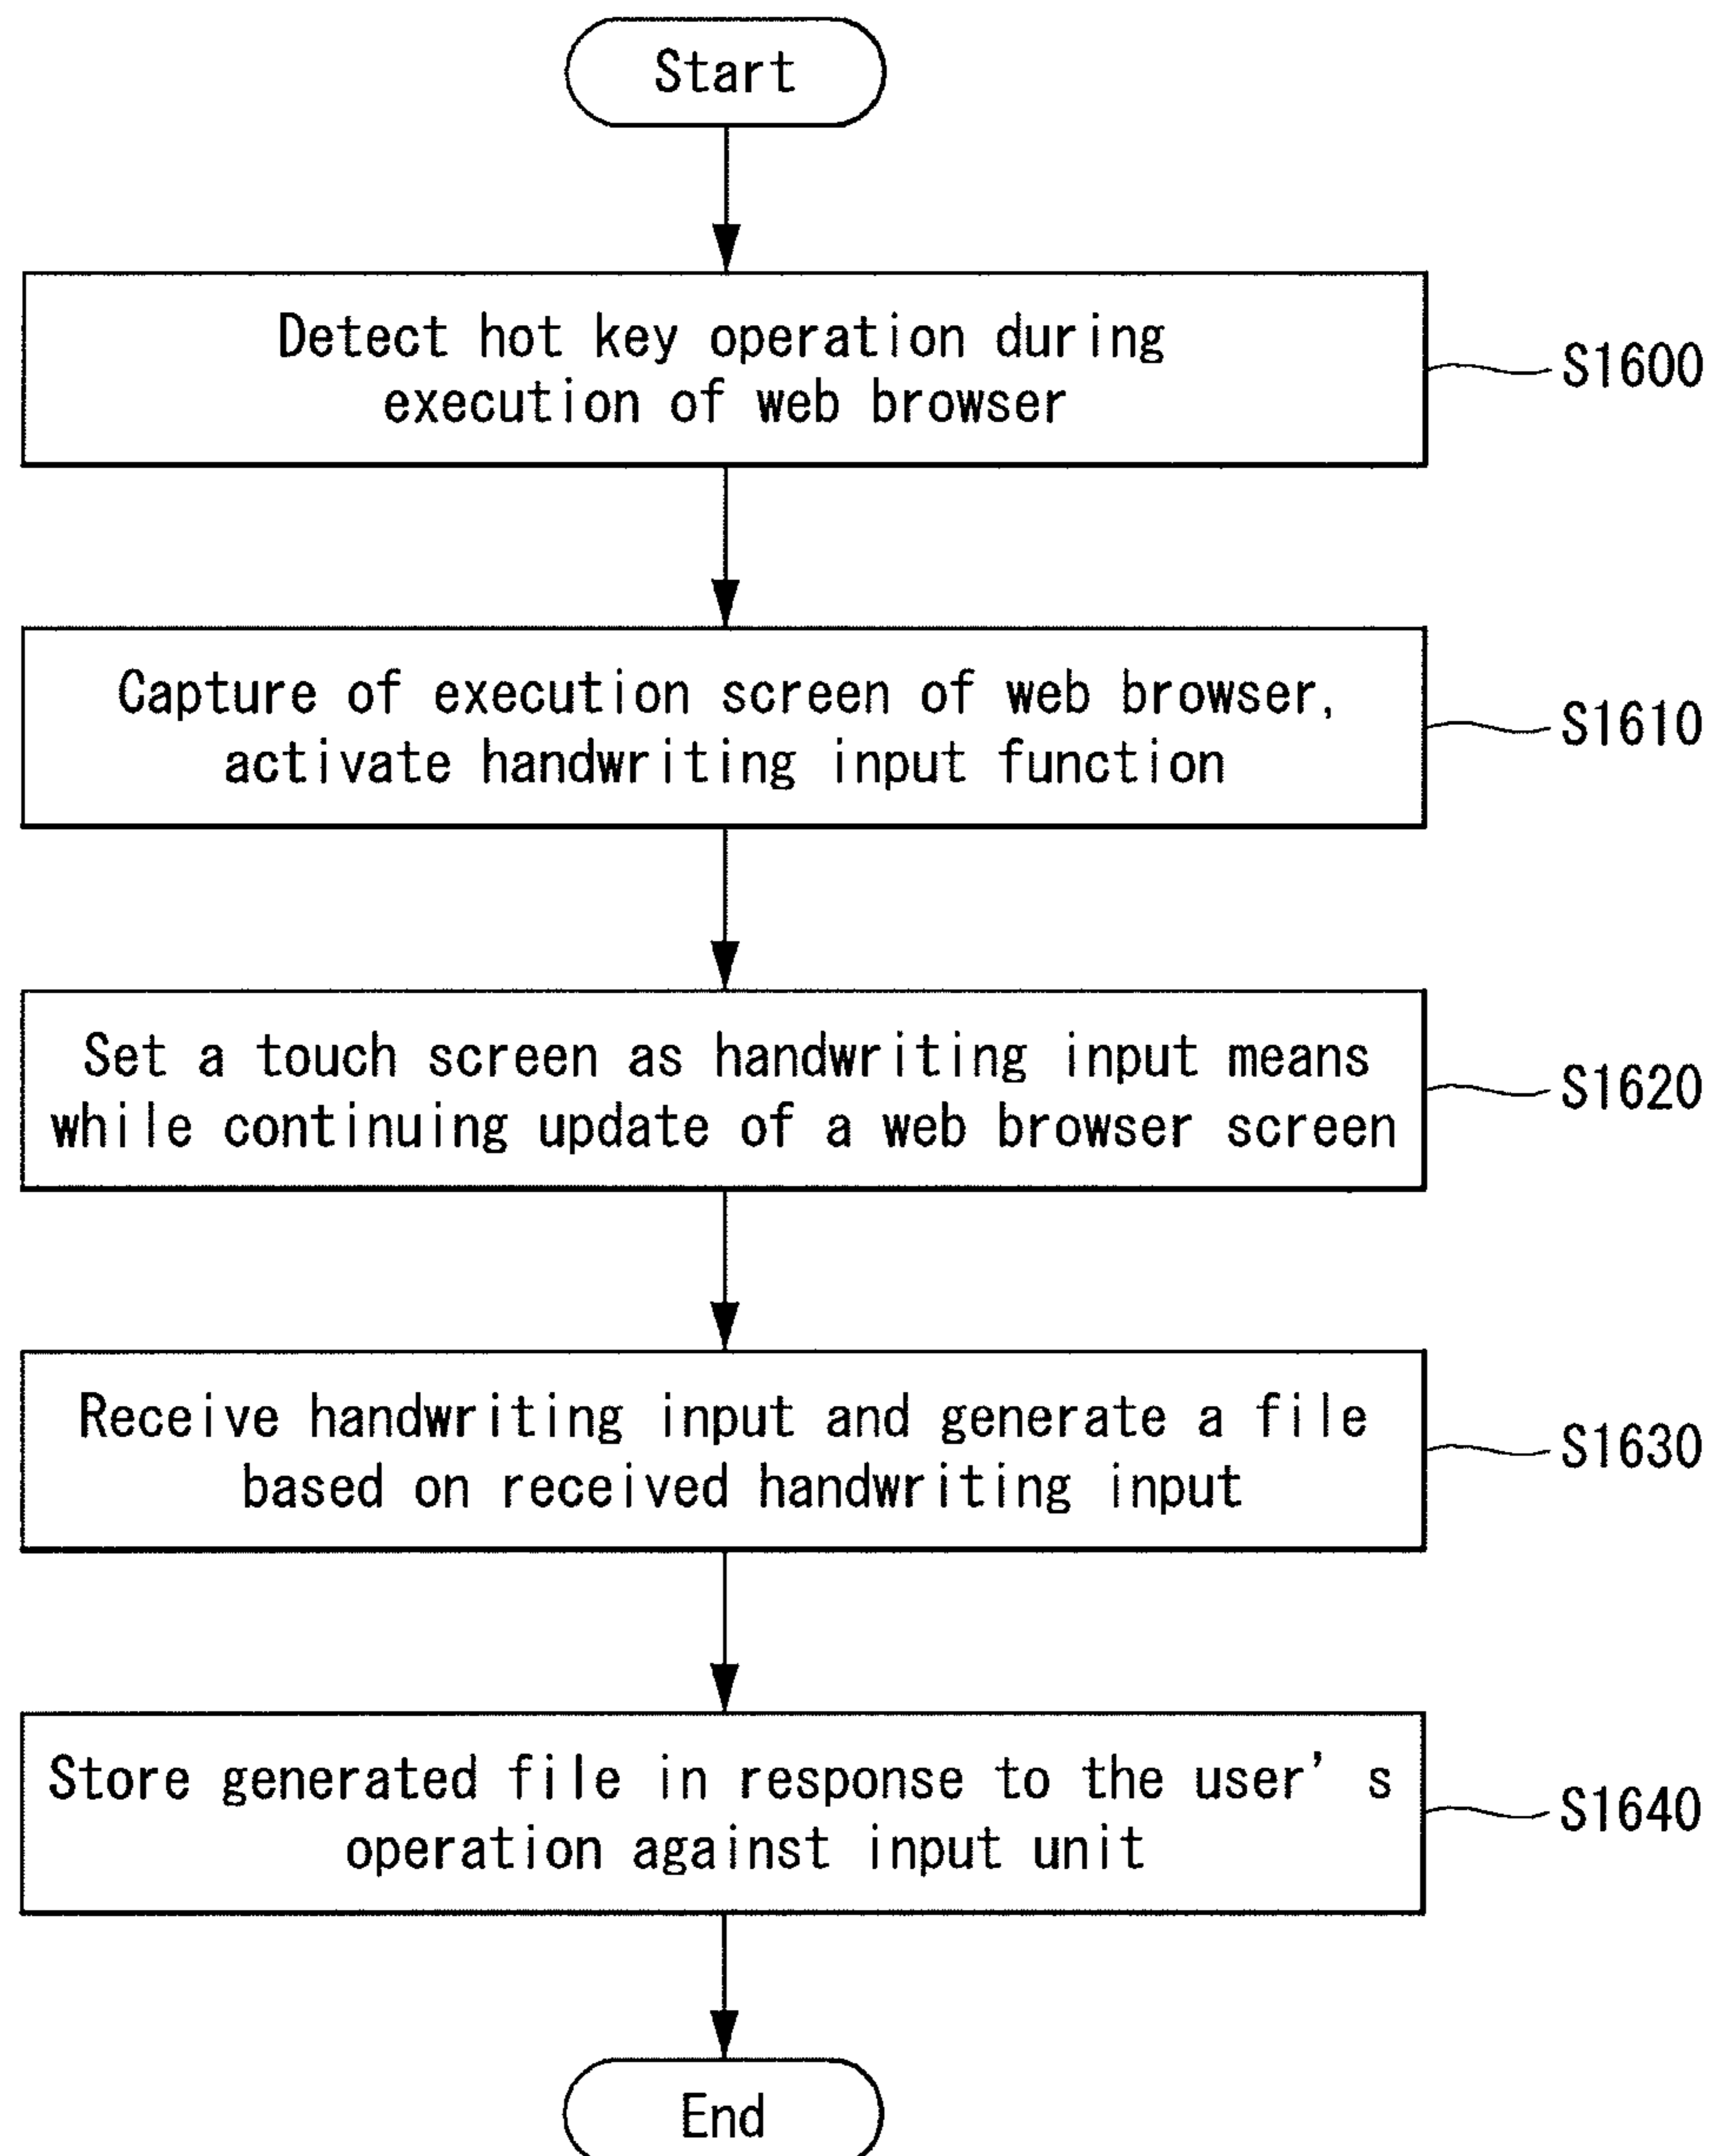 Start
Detect hot key operation during
execution of web browser
S1600
Capture of execution screen of web browser,
activate handwriting input function
S1610
Set a touch screen as handwriting input means
while continuing update of a web browser screen
S1620
Receive handwriting input and generate a file
based on received handwriting input
S1630
Store generated file in response to the user's
operation against input unit
S1640
End